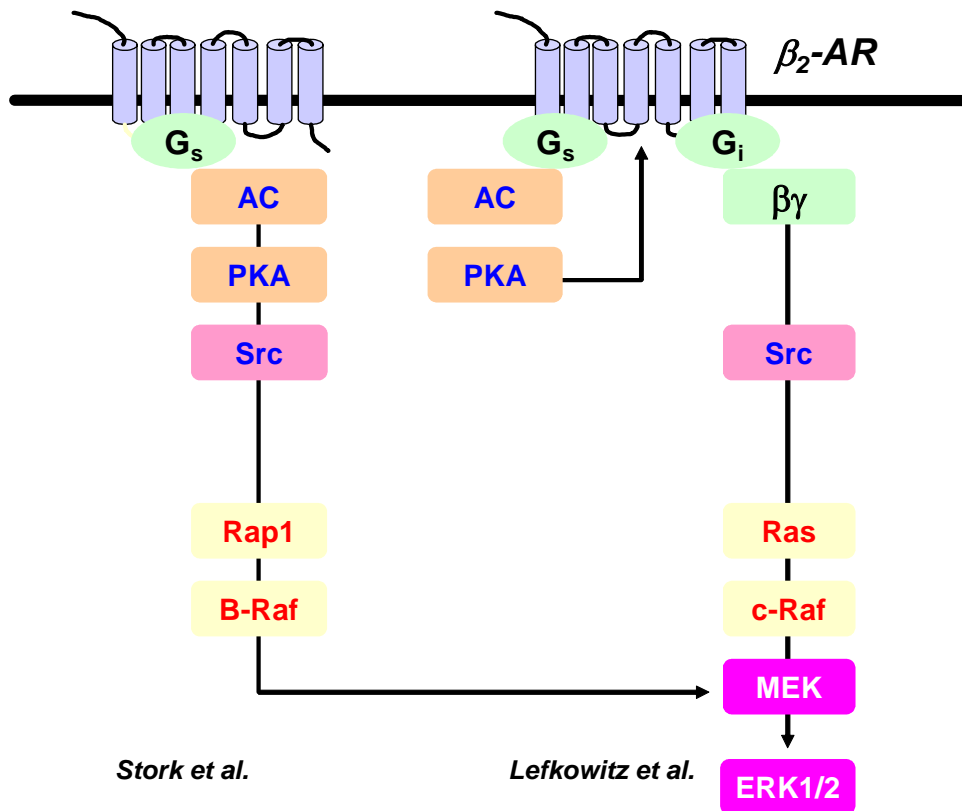 β₂-AR
Gₛ
Gₛ
Gᵢ
AC
AC
βγ
PKA
PKA
Src
Src
Rap1
Ras
B-Raf
c-Raf
MEK
Stork et al.
Lefkowitz et al.
ERK1/2